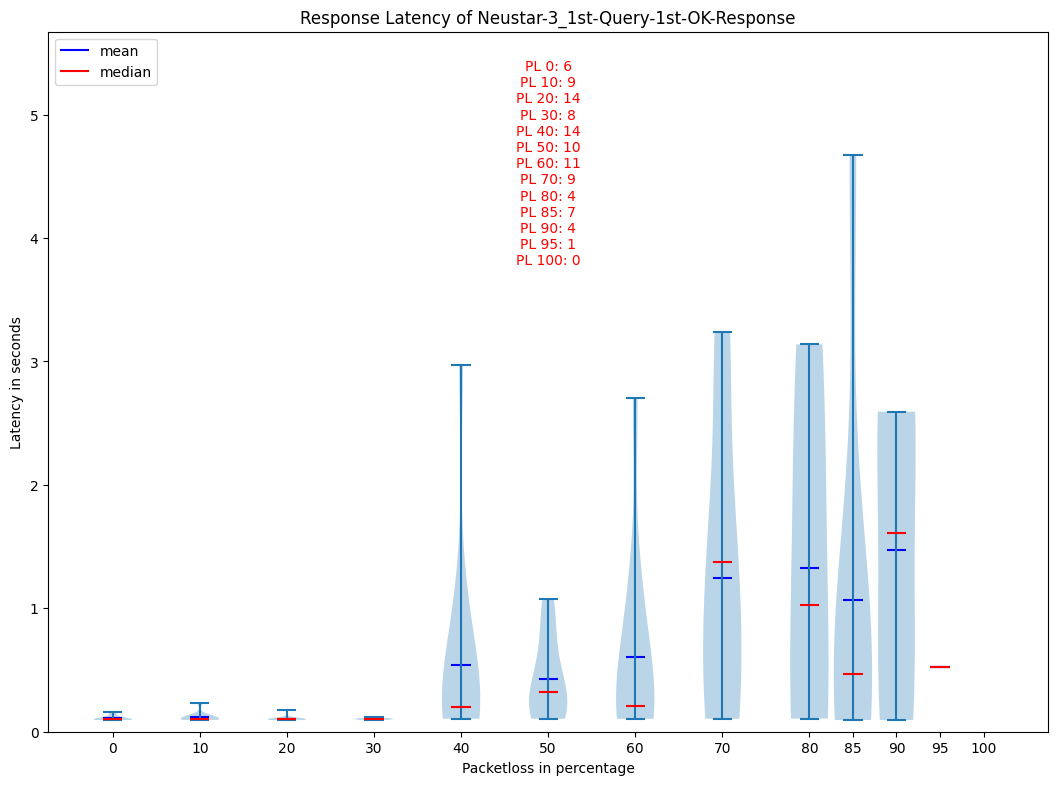 Response Latency of Neustar-3_1st-Query-1st-OK-Response
mean
median
PL 0: 6
PL 10: 9
PL 20: 14
PL 30: 8
PL 40: 14
PL 50: 10
PL 60: 11
PL 70: 9
PL 80: 4
PL 85: 7
PL 90: 4
PL 95: 1
PL 100: 0
Latency in seconds
5
4
3
2
1
0
0 10 20 30 40 50 60 70 80 85 90 95 100
Packetloss in percentage